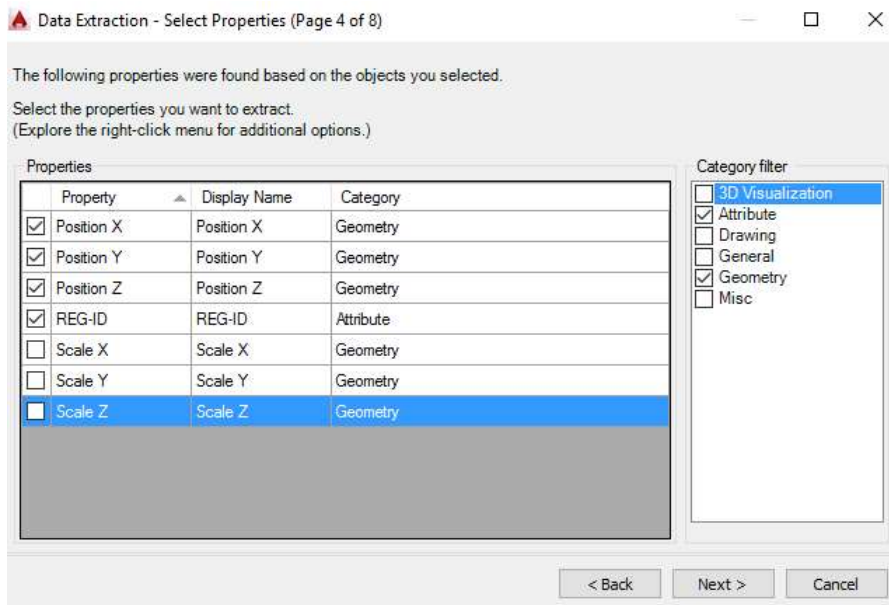 Data Extraction - Select Properties (Page 4 of 8)
The following properties were found based on the objects you selected.
Select the properties you want to extract.
(Explore the right-click menu for additional options.)
Properties
Property Display Name Category
Position X Position X Geometry
Position Y Position Y Geometry
Position Z Position Z Geometry
REG-ID REG-ID Attribute
Scale X Scale X Geometry
Scale Y Scale Y Geometry
Scale Z Scale Z Geometry
Category filter
3D Visualization
Attribute
Drawing
General
Geometry
Misc
< Back Next > Cancel